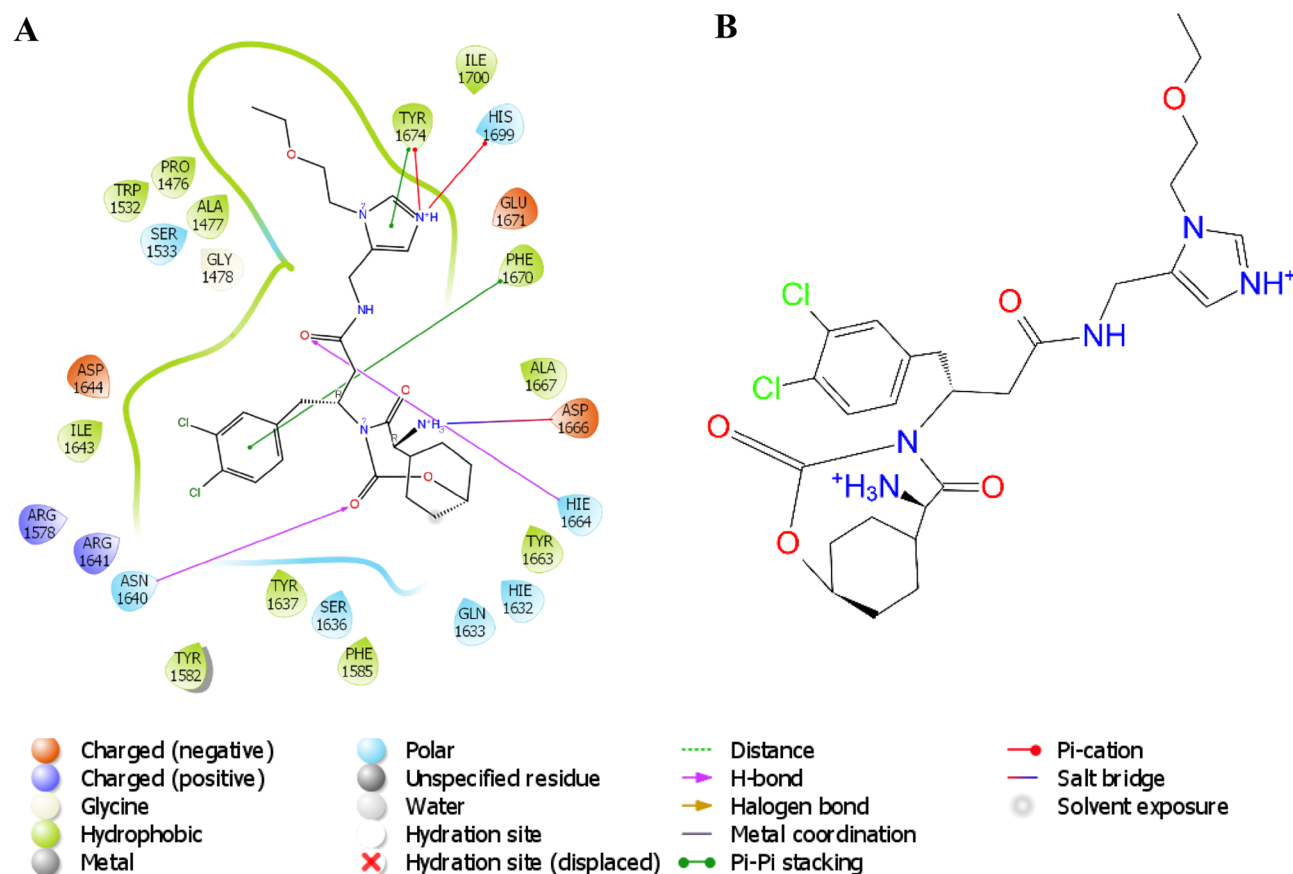 A
B
ILE
1700
TYR
1674
HIS
1699
PRO
1476
TRP
1532
ALA
1477
SER
1533
GLY
1478
GLU
1671
PHE
1670
O
N
N+H
NH
O
ASP
1644
ILE
1643
ALA
1667
ASP
1666
Cl
Cl
R
N
O
R
N+H3
O
O
HIE
1664
ARG
1578
ARG
1641
ASN
1640
TYR
1663
TYR
1637
SER
1636
GLN
1633
HIE
1632
TYR
1582
PHE
1585
O
N
NH+
Cl
Cl
O
NH
O
N
+H3N
O
O
Charged (negative)
Charged (positive)
Glycine
Hydrophobic
Metal
Polar
Unspecified residue
Water
Hydration site
Hydration site (displaced)
Distance
H-bond
Halogen bond
Metal coordination
Pi-Pi stacking
Pi-cation
Salt bridge
Solvent exposure